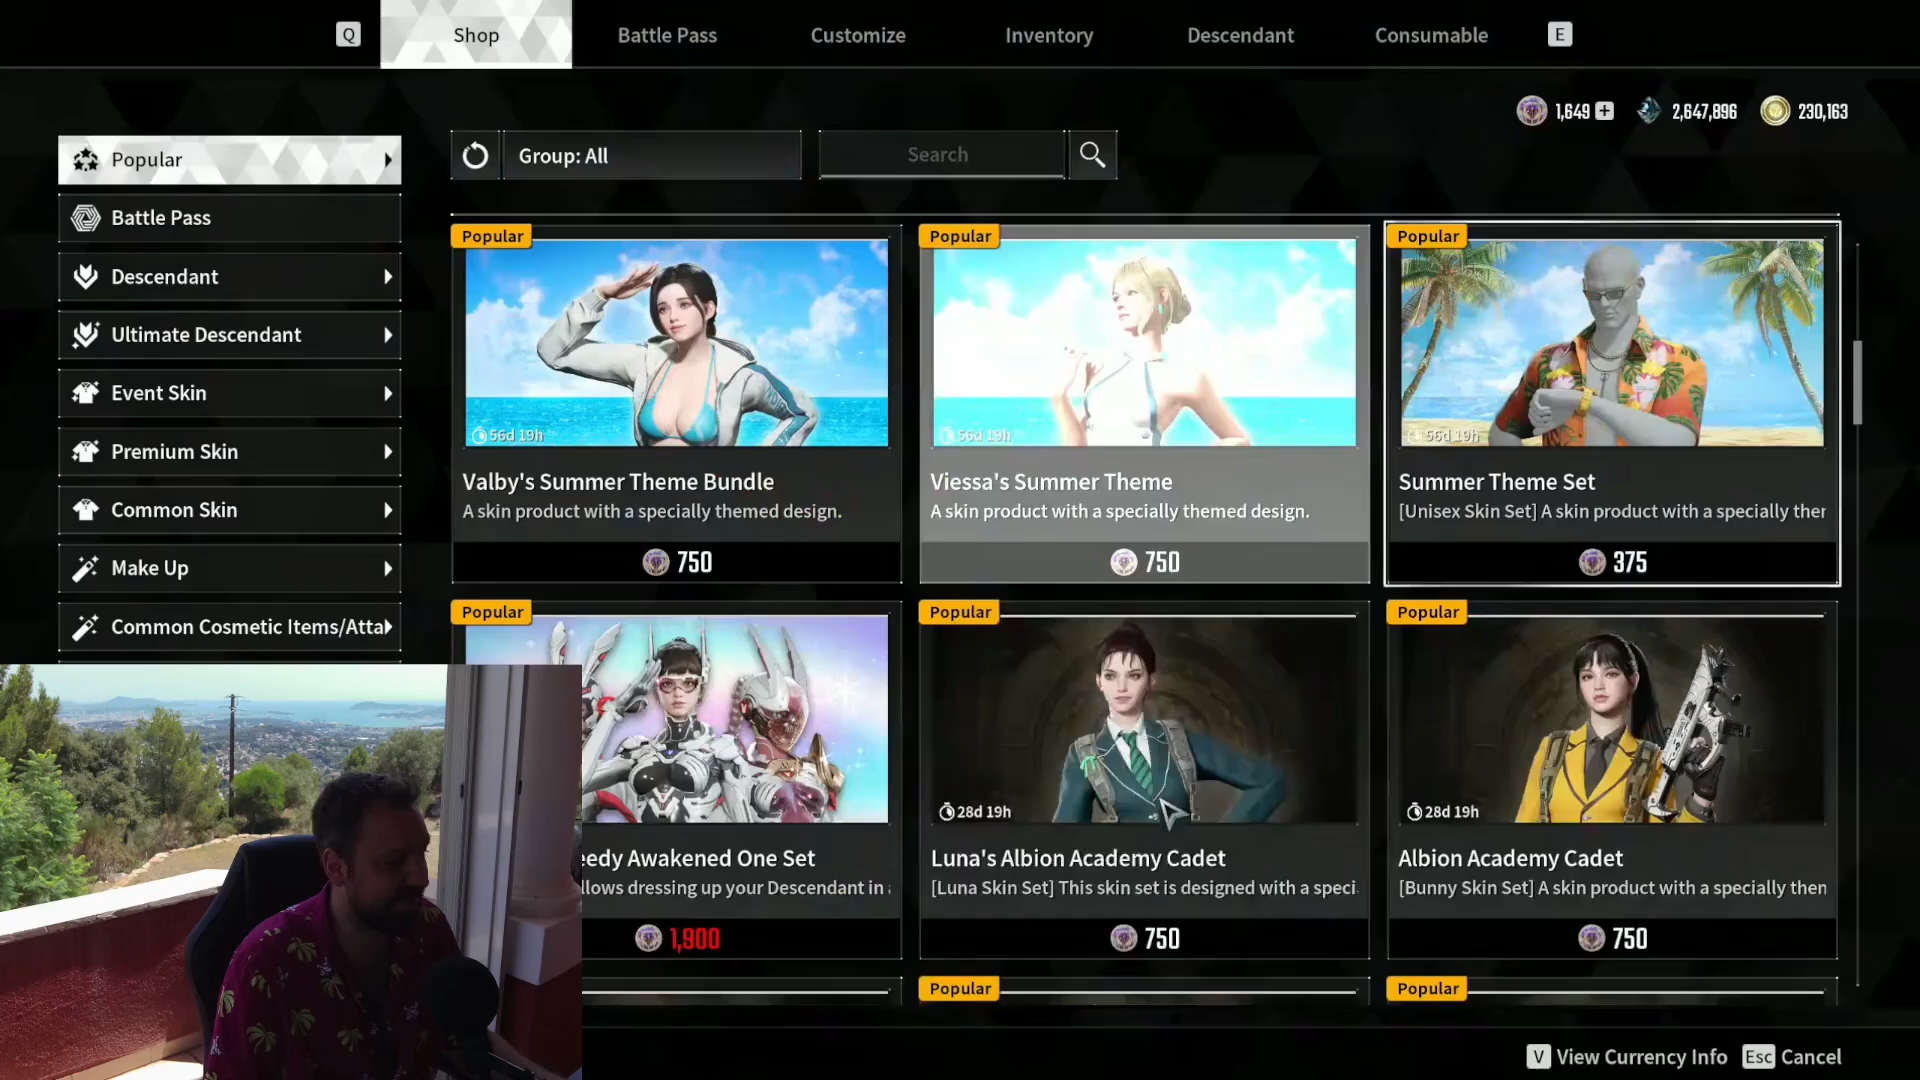 Q Shop Battle Pass Customize Inventory Descendant Consumable E
1,649 2,647,896 230,163
Popular
Battle Pass
Descendant
Ultimate Descendant
Event Skin
Premium Skin
Common Skin
Make Up
Common Cosmetic Items/Atta
Group: All Search
Popular
56d 19h
Valby's Summer Theme Bundle
A skin product with a specially themed design.
750
Popular
56d 19h
Viessa's Summer Theme
A skin product with a specially themed design.
750
Popular
56d 19h
Summer Theme Set
[Unisex Skin Set] A skin product with a specially ther
375
Popular
eedy Awakened One Set
llows dressing up your Descendant in a
1,900
Popular
28d 19h
Luna's Albion Academy Cadet
[Luna Skin Set] This skin set is designed with a speci
750
Popular
28d 19h
Albion Academy Cadet
[Bunny Skin Set] A skin product with a specially then
750
Popular
Popular
V View Currency Info Esc Cancel